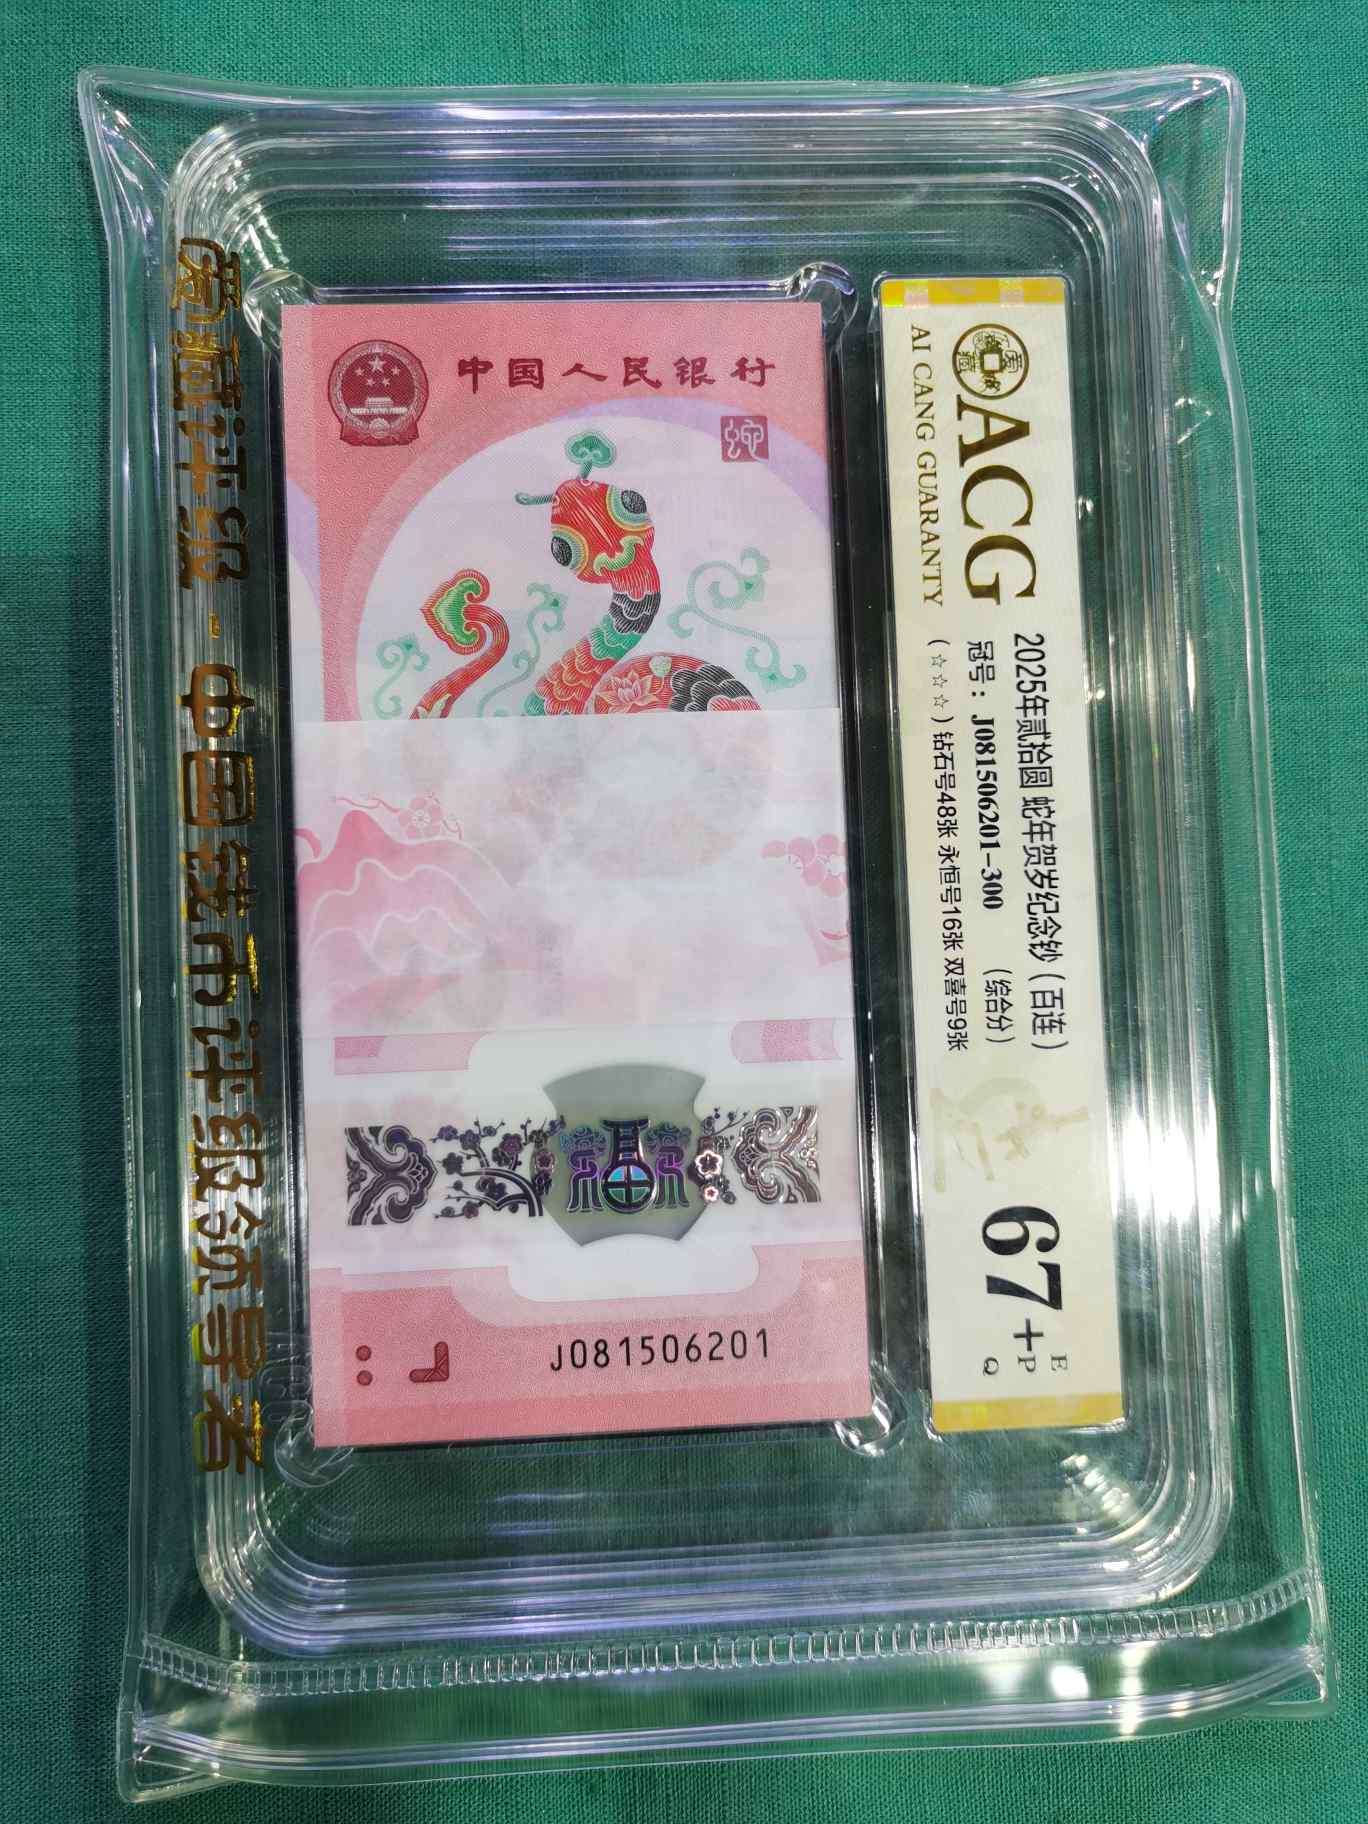 爱藏评级 - 中国钱币评级领导者
中国人民银行
蛇
J081506201
ACG
AI CANG GUARANTY
2025年贰拾圆 蛇年贺岁纪念钞（百连）
冠号：J081506201-300 （综合分）
（☆☆☆）钻石号48张 永恒号16张 双喜号9张
67+
E
P
Q